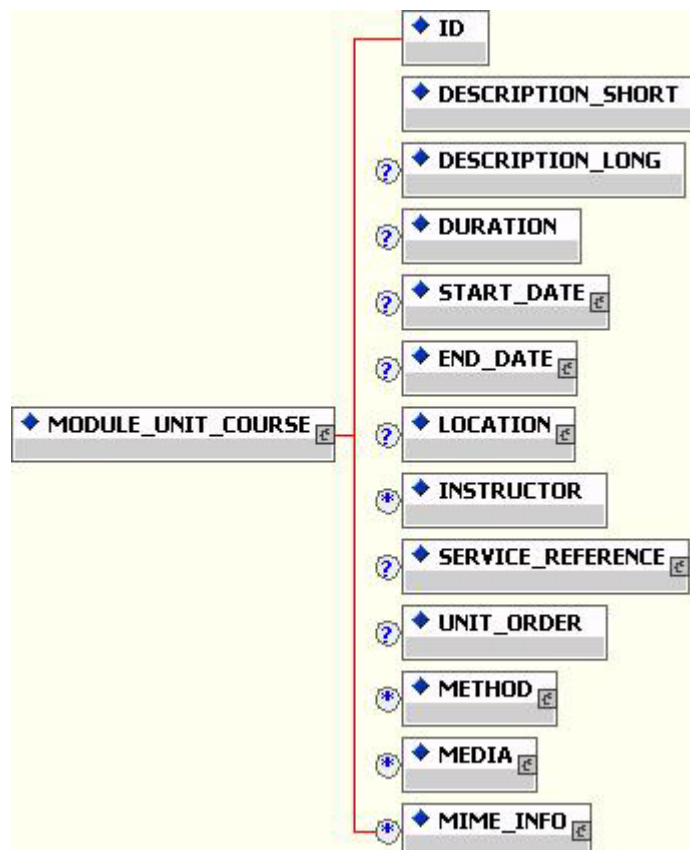 ID
DESCRIPTION_SHORT
? DESCRIPTION_LONG
? DURATION
? START_DATE
? END_DATE
MODULE_UNIT_COURSE
? LOCATION
* INSTRUCTOR
? SERVICE_REFERENCE
? UNIT_ORDER
* METHOD
* MEDIA
* MIME_INFO